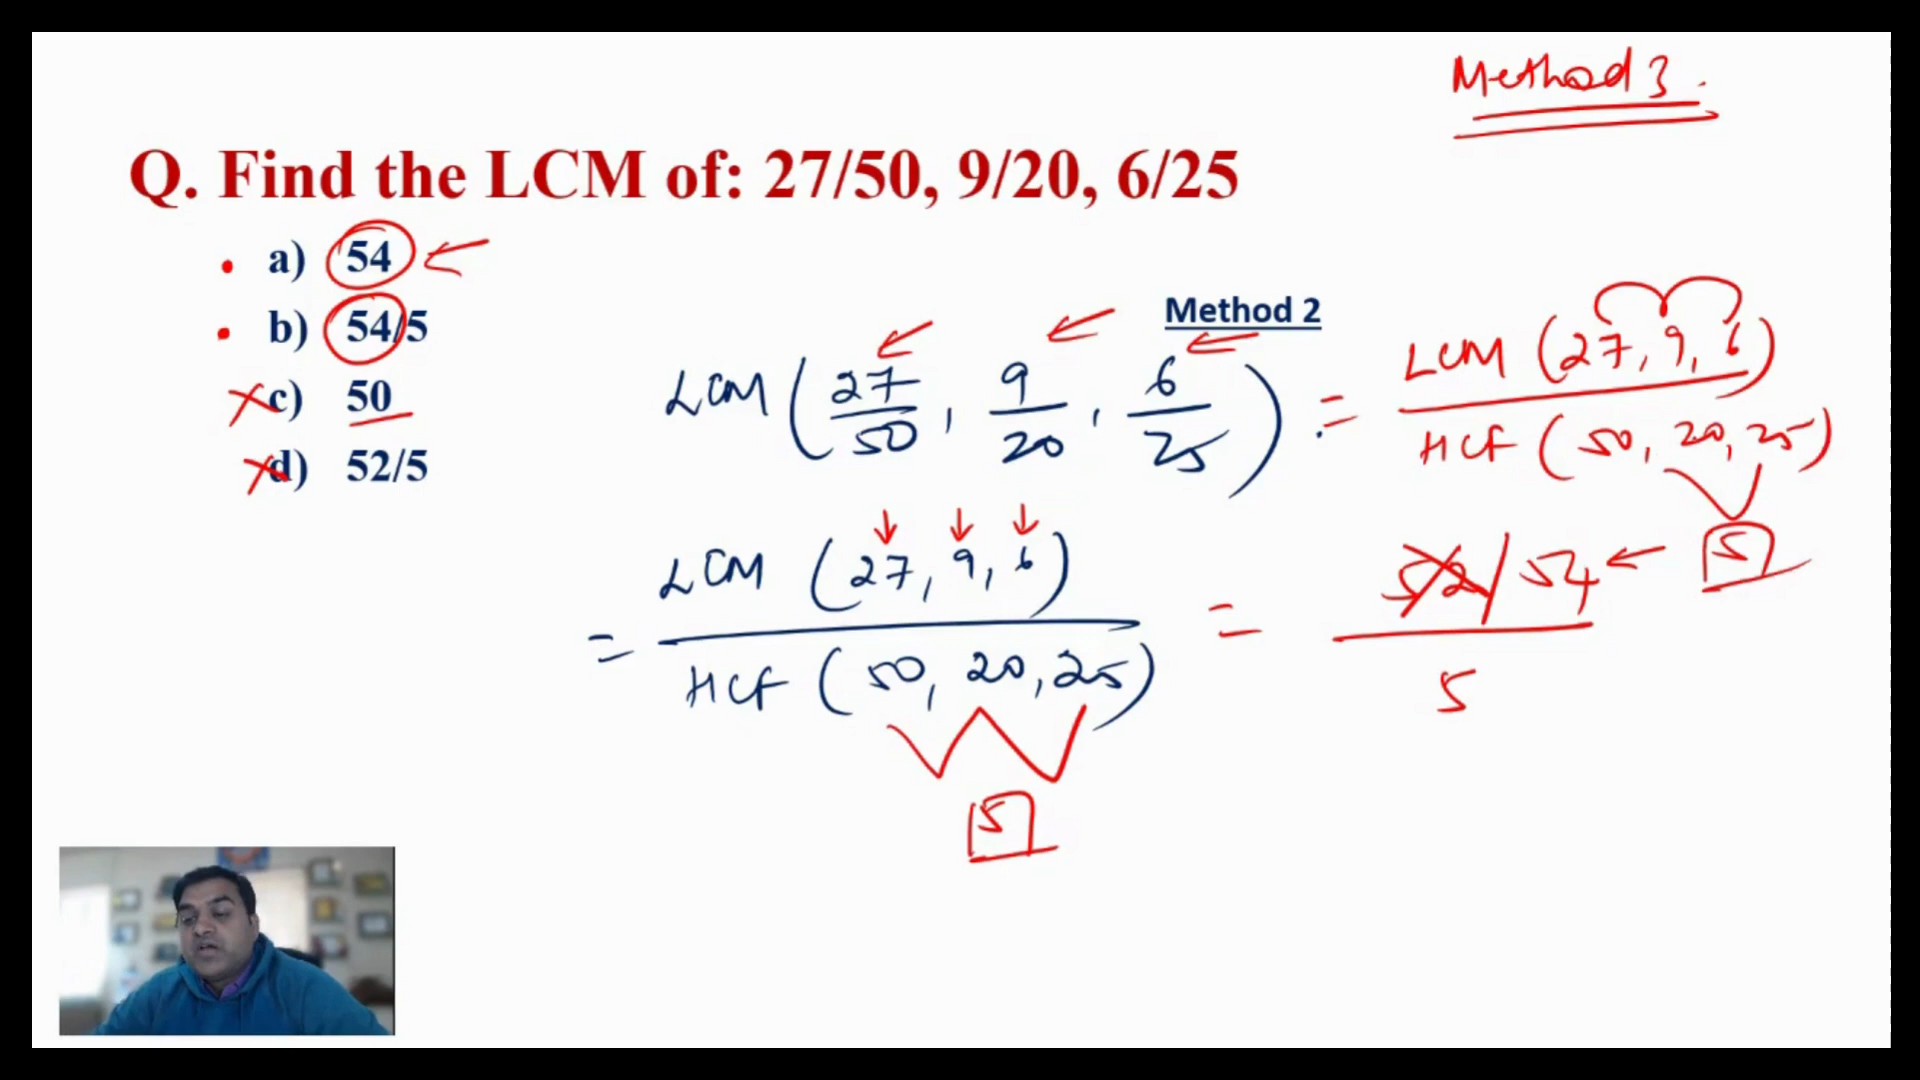 Method 3.
Q. Find the LCM of: 27/50, 9/20, 6/25
a) 54
b) 54/5
c) 50
d) 52/5
Method 2
LCM (27/50, 9/20, 6/25) = LCM (27, 9, 6) / HCF (50, 20, 25)
5
= LCM (27, 9, 6) / HCF (50, 20, 25) = 52/54 / 5
5